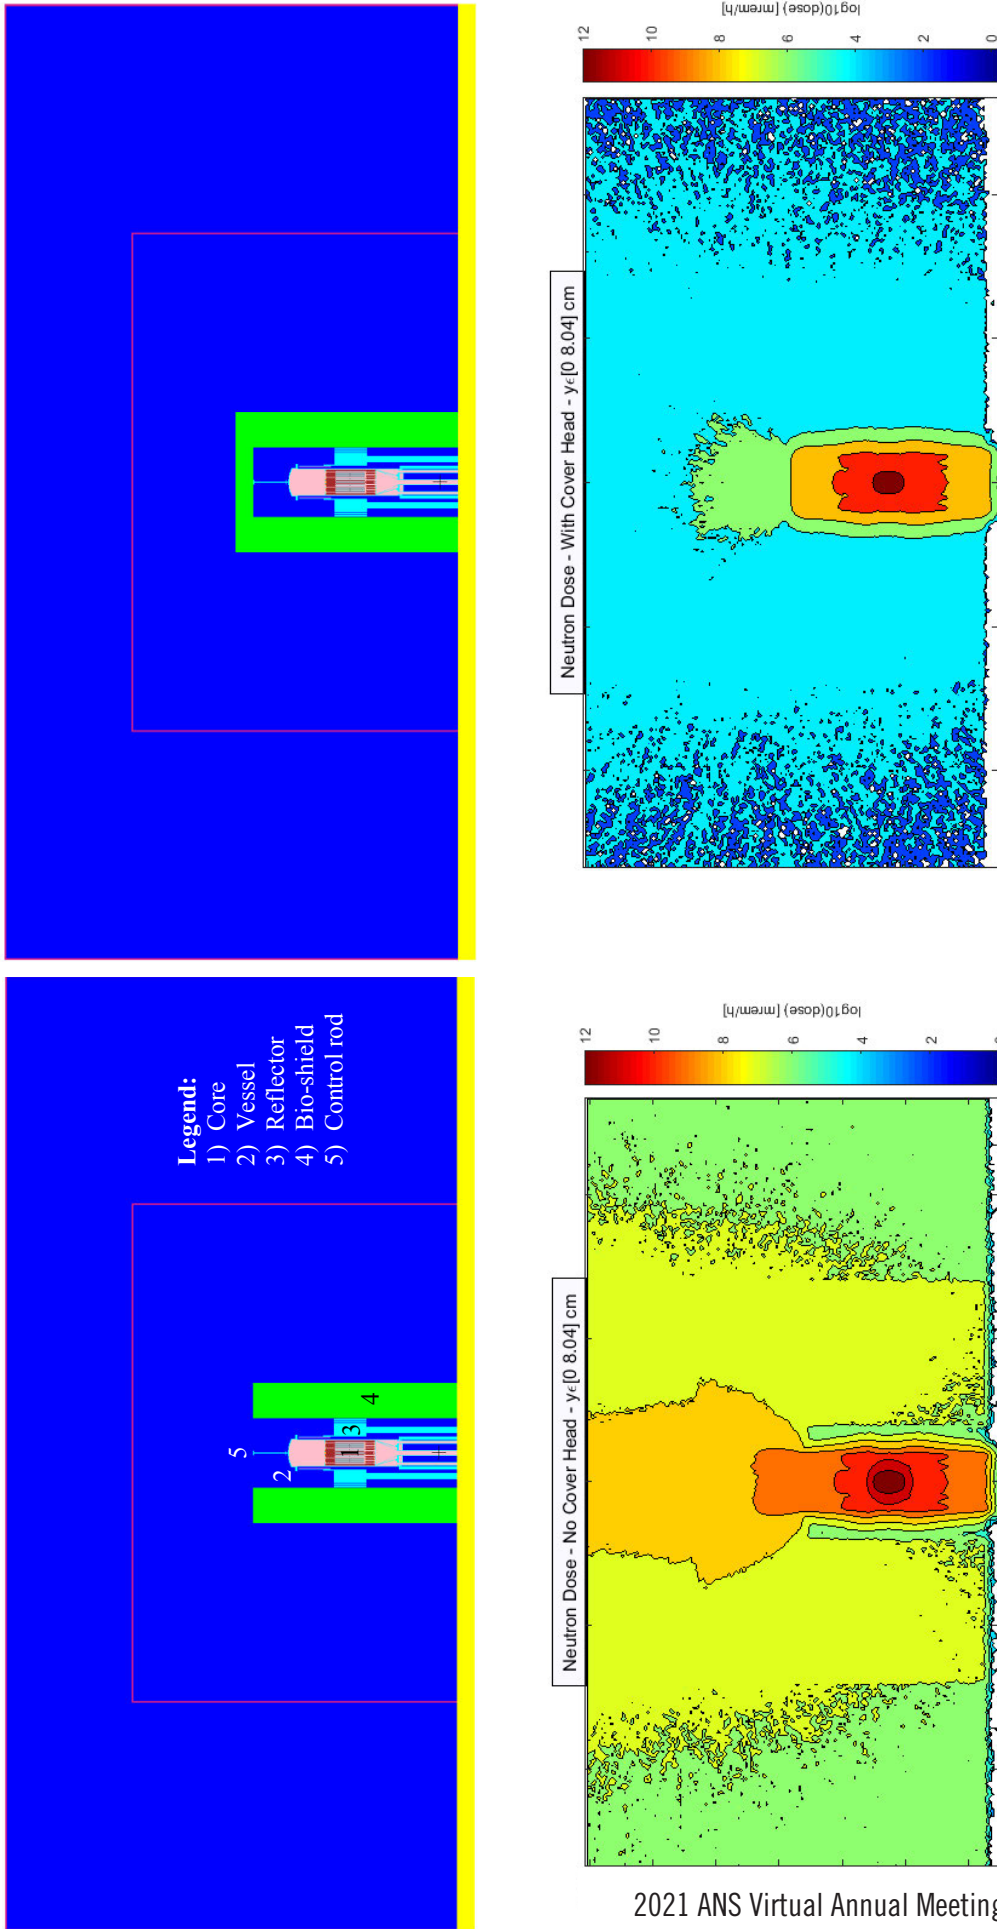 Legend:
1) Core
2) Vessel
3) Reflector
4) Bio-shield
5) Control rod
5
2
1
3
4
Neutron Dose - No Cover Head - yϵ[0 8.04] cm
12
10
8
6
4
2
log10(dose) [mrem/h]
Neutron Dose - With Cover Head - yϵ[0 8.04] cm
12
10
8
6
4
2
0
log10(dose) [mrem/h]
2021 ANS Virtual Annual Meeting